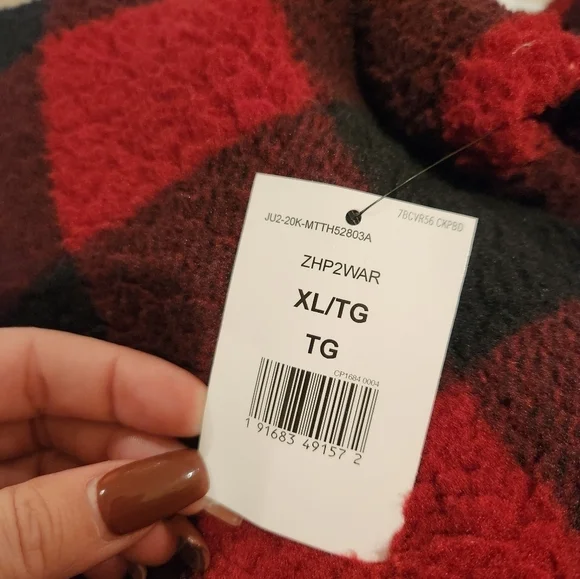 JU2-20K-MTTH52803A 7BCVR56 CKPBD
ZHP2WAR
XL/TG
TG
CP1684.0004
1 91683 49157 2